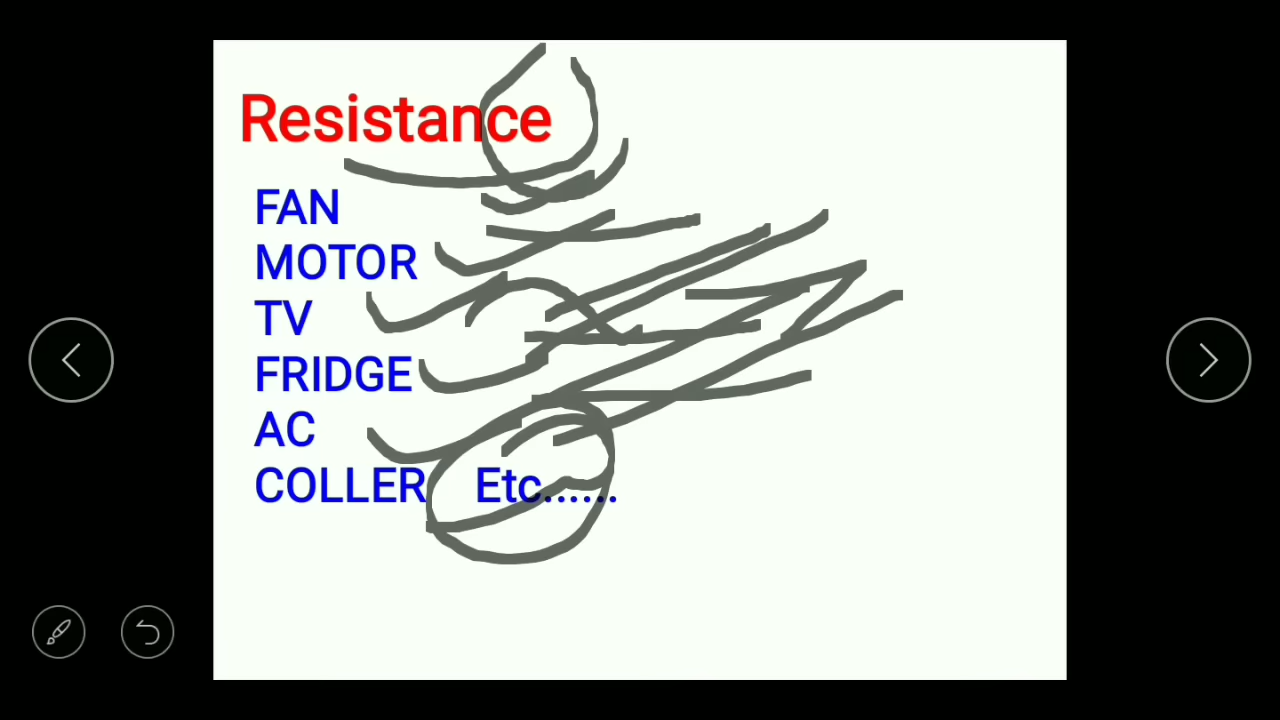 Resistance
FAN
MOTOR
TV
FRIDGE
AC
COLLER Etc......